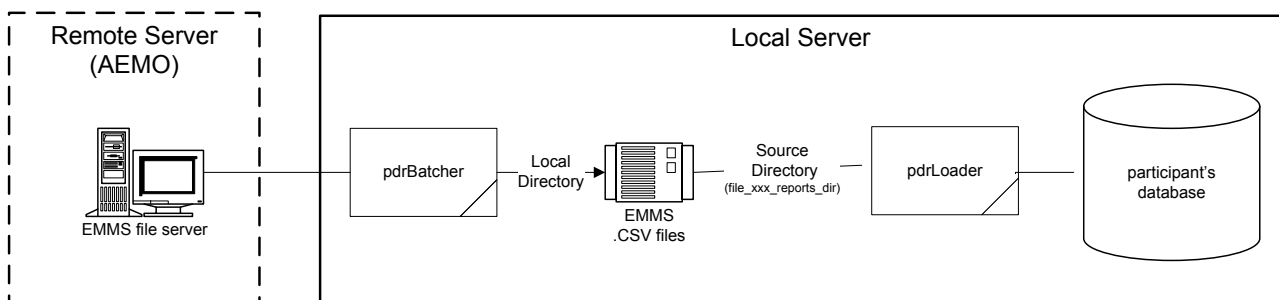 Remote Server
(AEMO)
EMMS file server
Local Server
pdrBatcher
Local
Directory
EMMS
.CSV files
Source
Directory
(file_xxx_reports_dir)
pdrLoader
participant's
database